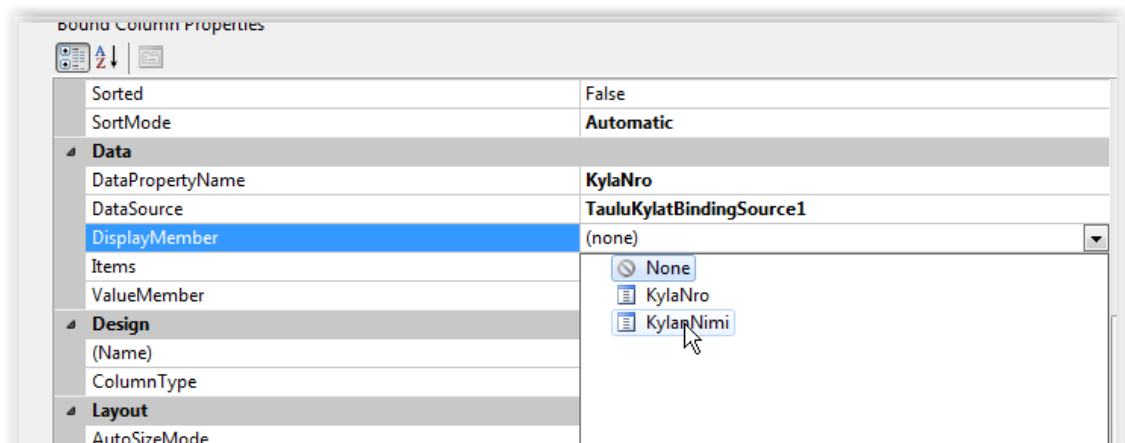 Bound Column Properties
Sorted False
SortMode Automatic
Data
DataPropertyName KylaNro
DataSource TauluKylatBindingSource1
DisplayMember (none)
Items None
ValueMember KylaNro
Design KylanNimi
(Name)
ColumnType
Layout
AutoSizeMode